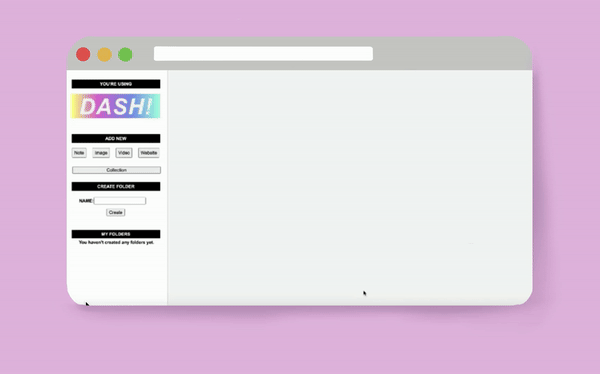 YOU'RE USING
DASH!
ADD NEW
Note Image Video Website
Collection
CREATE FOLDER
NAME:
Create
MY FOLDERS
You haven't created any folders yet.